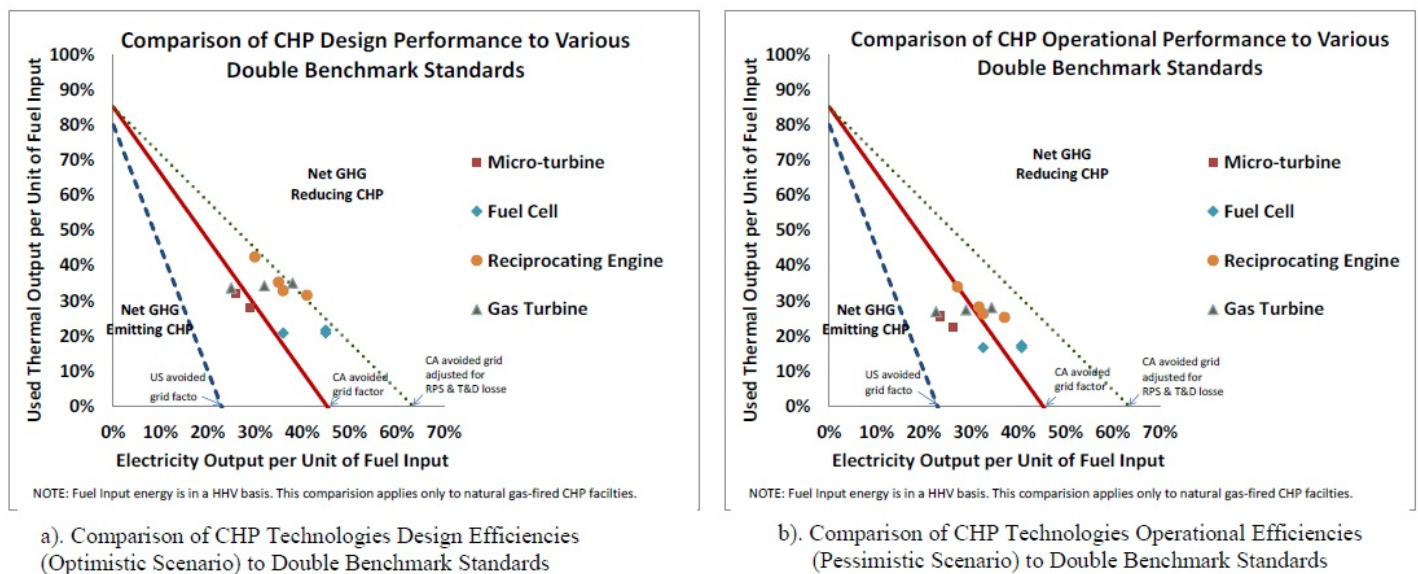 Comparison of CHP Design Performance to Various
Double Benchmark Standards
Used Thermal Output per Unit of Fuel Input
100%
90%
80%
70%
60%
50%
40%
30%
20%
10%
0%
Net GHG
Reducing CHP
Net GHG
Emitting CHP
US avoided
grid facto
CA avoided
grid factor
CA avoided grid
adjusted for
RPS & T&D losse
Micro-turbine
Fuel Cell
Reciprocating Engine
Gas Turbine
0% 10% 20% 30% 40% 50% 60% 70%
Electricity Output per Unit of Fuel Input
NOTE: Fuel Input energy is in a HHV basis. This comparision applies only to natural gas-fired CHP facilties.
a). Comparison of CHP Technologies Design Efficiencies
(Optimistic Scenario) to Double Benchmark Standards
Comparison of CHP Operational Performance to Various
Double Benchmark Standards
Used Thermal Output per Unit of Fuel Input
100%
90%
80%
70%
60%
50%
40%
30%
20%
10%
0%
Net GHG
Reducing CHP
Net GHG
Emitting CHP
US avoided
grid facto
CA avoided
grid factor
CA avoided grid
adjusted for
RPS & T&D losse
Micro-turbine
Fuel Cell
Reciprocating Engine
Gas Turbine
0% 10% 20% 30% 40% 50% 60% 70%
Electricity Output per Unit of Fuel Input
NOTE: Fuel Input energy is in a HHV basis. This comparision applies only to natural gas-fired CHP facilties.
b). Comparison of CHP Technologies Operational Efficiencies
(Pessimistic Scenario) to Double Benchmark Standards